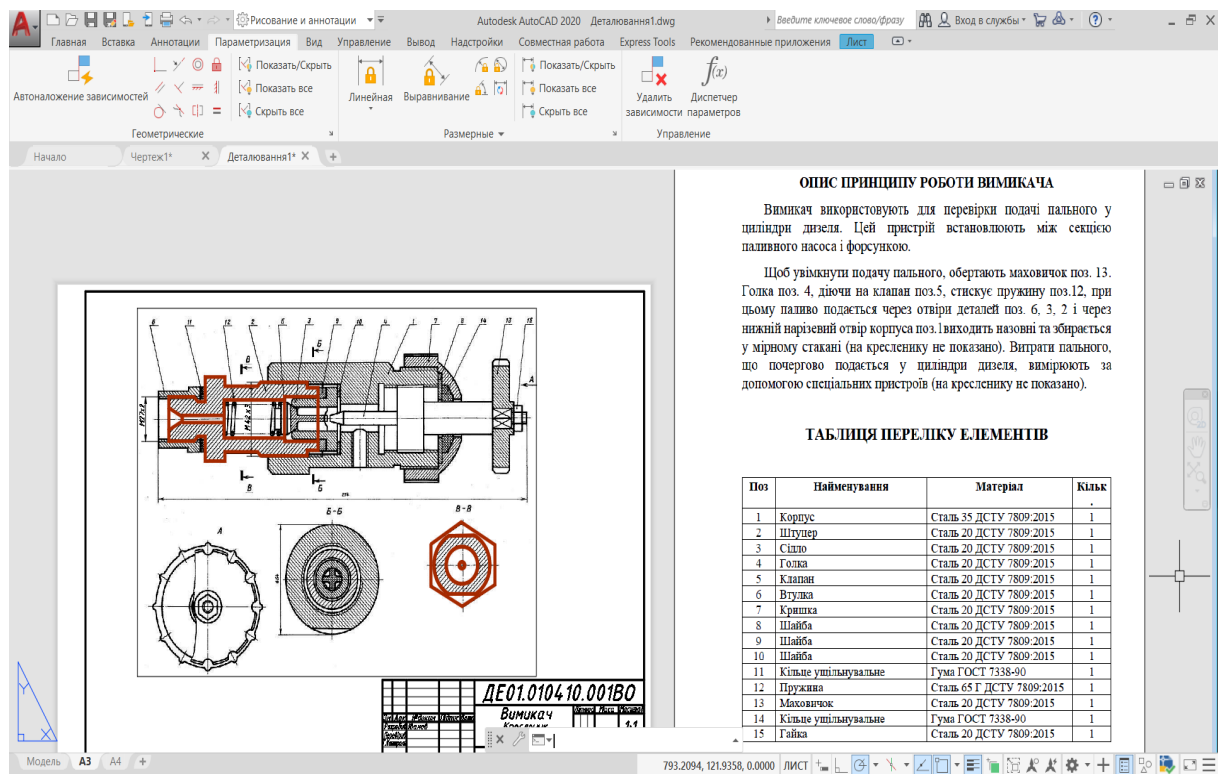 Рисование и аннотации
Autodesk AutoCAD 2020 Деталювання1.dwg
Введите ключевое слово/фразу
Вход в службы
Главная Вставка Аннотации Параметризация Вид Управление Вывод Надстройки Совместная работа Express Tools Рекомендованные приложения Лист
Автоналожение зависимостей
Показать/Скрыть
Показать все
Скрыть все
Геометрические
Линейная
Выравнивание
Показать/Скрыть
Показать все
Скрыть все
Размерные
Удалить зависимости
f(x)
Диспетчер параметров
Управление
Начало Чертеж1* Деталювання1*
ОПИС ПРИНЦИПУ РОБОТИ ВИМИКАЧА
Вимикач використовують для перевірки подачі пального у
циліндри дизеля. Цей пристрій встановлюють між секцією
паливного насоса і форсункою.
Щоб увімкнути подачу пального, обертають маховичок поз. 13.
Голка поз. 4, діючи на клапан поз.5, стискує пружину поз.12, при
цьому паливо подається через отвіри деталей поз. 6, 3, 2 і через
нижній нарізевий отвір корпуса поз.1виходить назовні та збирається
у мірному стакані (на кресленику не показано). Витрати пального,
що почергово подається у циліндри дизеля, вимірюють за
допомогою спеціальних пристроїв (на кресленику не показано).
ТАБЛИЦЯ ПЕРЕЛІКУ ЕЛЕМЕНТІВ
Поз Найменування Матеріал Кільк.
1 Корпус Сталь 35 ДСТУ 7809:2015 1
2 Штуцер Сталь 20 ДСТУ 7809:2015 1
3 Сідло Сталь 20 ДСТУ 7809:2015 1
4 Голка Сталь 20 ДСТУ 7809:2015 1
5 Клапан Сталь 20 ДСТУ 7809:2015 1
6 Втулка Сталь 20 ДСТУ 7809:2015 1
7 Кришка Сталь 20 ДСТУ 7809:2015 1
8 Шайба Сталь 20 ДСТУ 7809:2015 1
9 Шайба Сталь 20 ДСТУ 7809:2015 1
10 Шайба Сталь 20 ДСТУ 7809:2015 1
11 Кільце ущільнувальне Гума ГОСТ 7338-90 1
12 Пружина Сталь 65 Г ДСТУ 7809:2015 1
13 Маховичок Сталь 20 ДСТУ 7809:2015 1
14 Кільце ущільнувальне Гума ГОСТ 7338-90 1
15 Гайка Сталь 20 ДСТУ 7809:2015 1
Б
В
А
М42×3
В
Б
Б-Б
В-В
А
ДЕ01.010410.001ВО
Вимикач
1:1
Модель А3 А4
793.2094, 121.9358, 0.0000 ЛИСТ